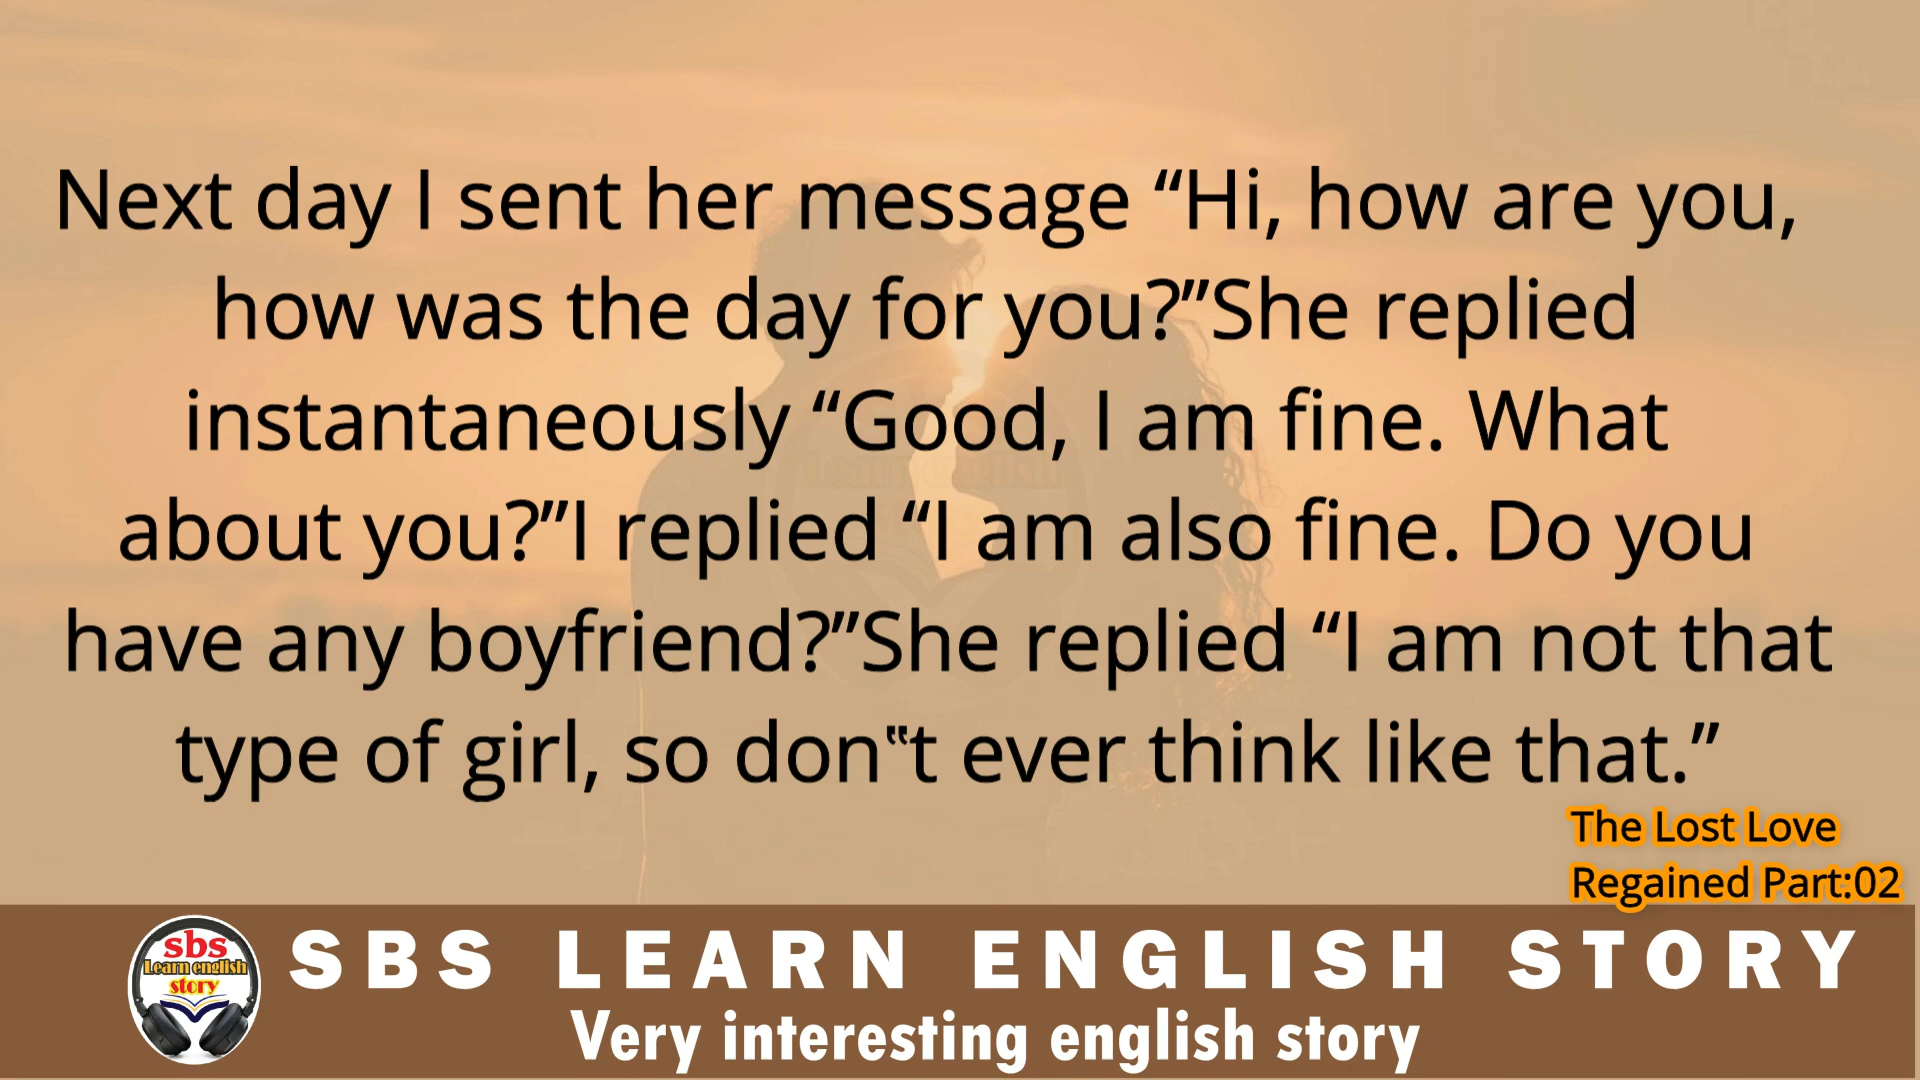 Next day I sent her message “Hi, how are you,
how was the day for you?”She replied
instantaneously “Good, I am fine. What
about you?”I replied “I am also fine. Do you
have any boyfriend?”She replied “I am not that
type of girl, so don‟t ever think like that.”
The Lost Love
Regained Part:02
sbs
Learn english
story
SBS LEARN ENGLISH STORY
Very interesting english story